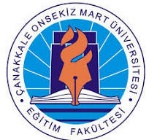 ÇANAKKALE ONSEKİZ MART ÜNİVERSİTESİ
EĞİTİM FAKÜLTESİ